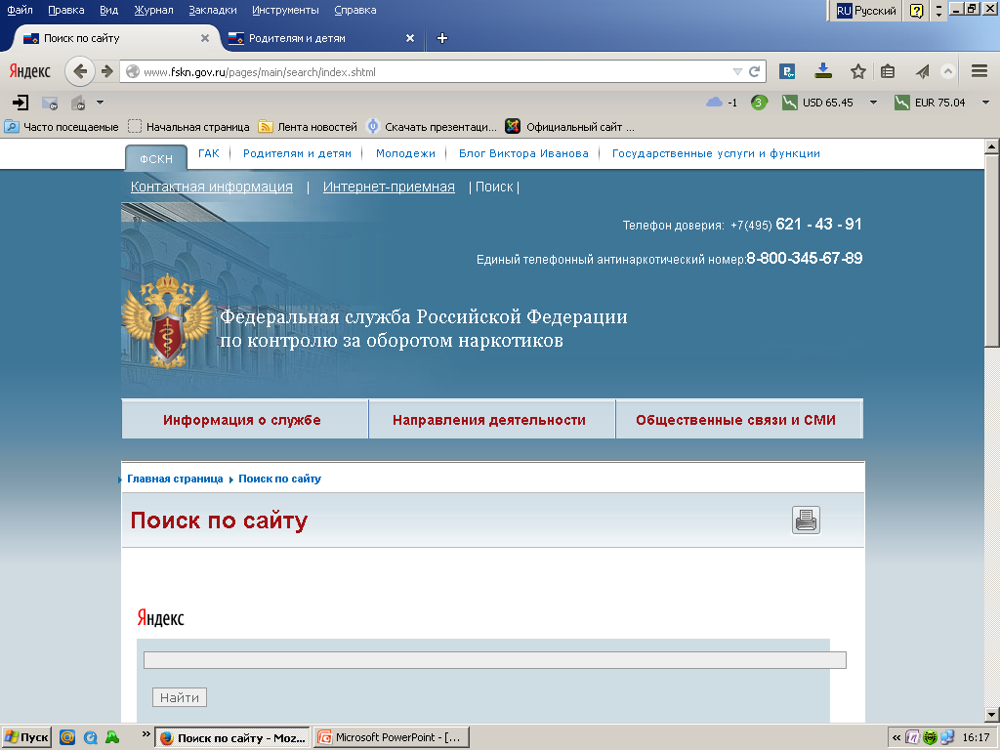 Файл Правка Вид Журнал Закладки Инструменты Справка
RU Русский
Поиск по сайту
Родителям и детям
Яндекс
www.fskn.gov.ru/pages/main/search/index.shtml
-1
3
USD 65.45
EUR 75.04
Часто посещаемые
Начальная страница
Лента новостей
Скачать презентаци...
Официальный сайт ...
ФСКН
ГАК
Родителям и детям
Молодежи
Блог Виктора Иванова
Государственные услуги и функции
Контактная информация | Интернет-приемная | Поиск |
Телефон доверия: +7(495) 621 - 43 - 91
Единый телефонный антинаркотический номер:8-800-345-67-89
Федеральная служба Российской Федерации
по контролю за оборотом наркотиков
Информация о службе
Направления деятельности
Общественные связи и СМИ
Главная страница
Поиск по сайту
Поиск по сайту
Яндекс
Найти
Пуск
»
Поиск по сайту - Moz...
Microsoft PowerPoint - [...
«
16:17